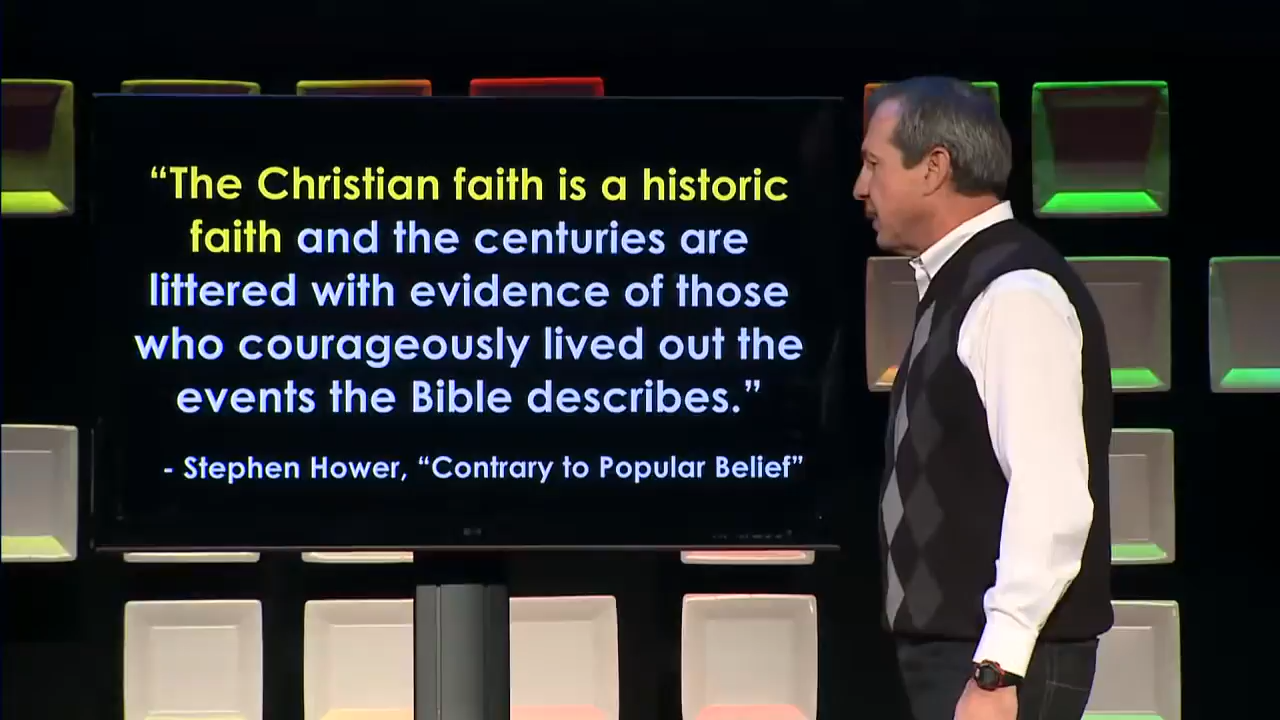 “The Christian faith is a historic
faith and the centuries are
littered with evidence of those
who courageously lived out the
events the Bible describes.”
- Stephen Hower, “Contrary to Popular Belief”